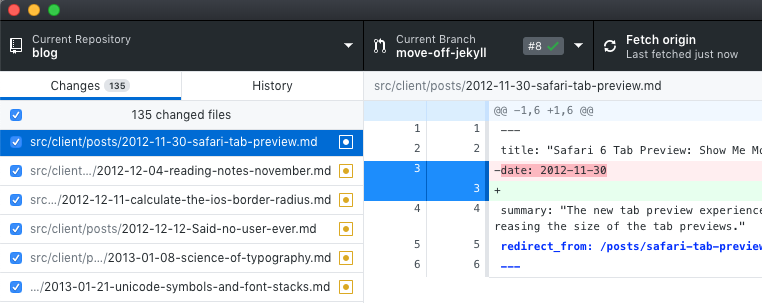 Current Repository
blog
Current Branch
move-off-jekyll
#8
Fetch origin
Last fetched just now
Changes 135
History
src/client/posts/2012-11-30-safari-tab-preview.md
135 changed files
src/client/posts/2012-11-30-safari-tab-preview.md
src/client…/2012-12-04-reading-notes-november.md
src…/2012-12-11-calculate-the-ios-border-radius.md
src/client/posts/2012-12-12-Said-no-user-ever.md
src/client/p…/2013-01-08-science-of-typography.md
…/2013-01-21-unicode-symbols-and-font-stacks.md
@@ -1,6 +1,6 @@
1 1 ---
2 2 title: "Safari 6 Tab Preview: Show Me Mo
3 -date: 2012-11-30
3 +
4 4 summary: "The new tab preview experience
reasing the size of the tab previews."
5 5 redirect_from: /posts/safari-tab-preview
6 6 ---